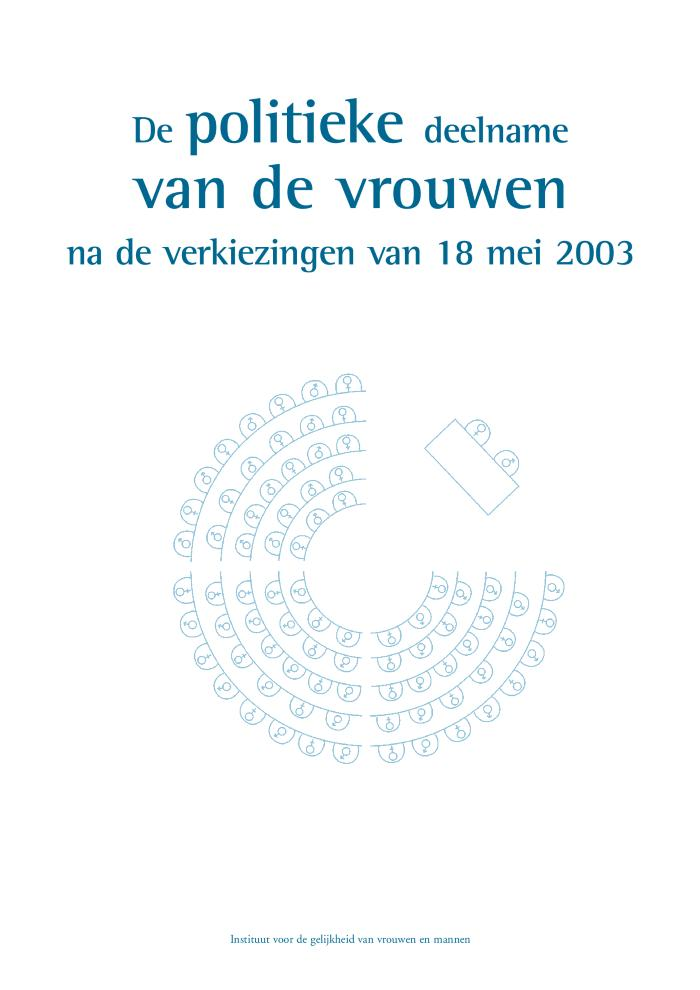 De politieke deelname
van de vrouwen
na de verkiezingen van 18 mei 2003
Instituut voor de gelijkheid van vrouwen en mannen